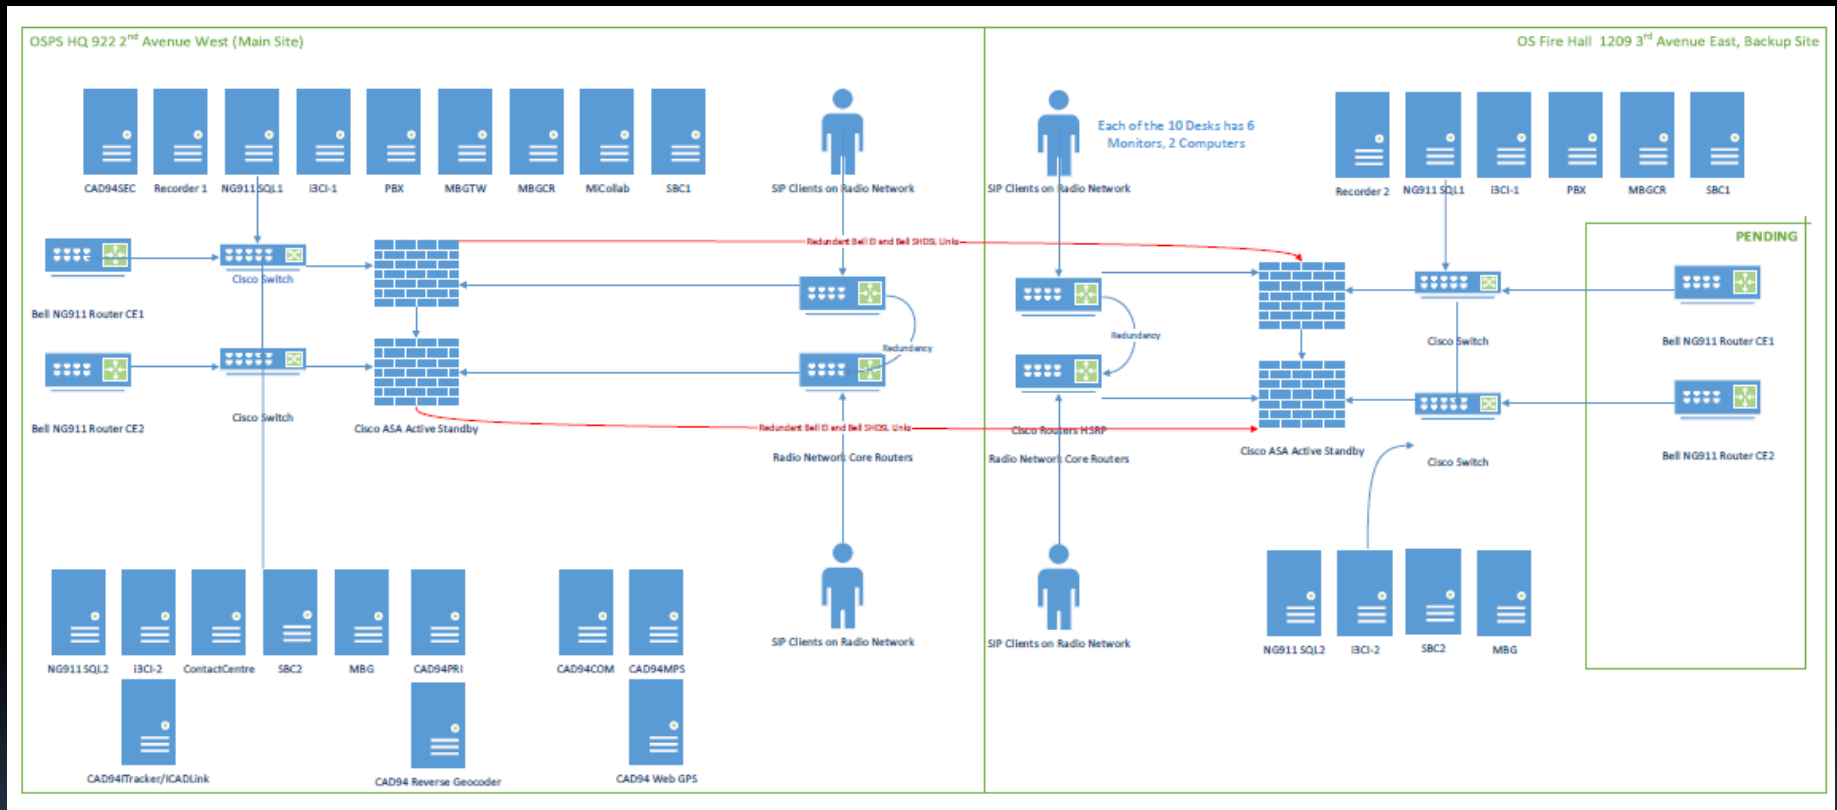 OSPS HQ 922 2nd Avenue West (Main Site)
OS Fire Hall 1209 3rd Avenue East, Backup Site
Each of the 10 Desks has 6
Monitors, 2 Computers
CAD94SEC
Recorder 1
NG911 SQL1
i3CI-1
PBX
MBGTW
MBGCR
MiCollab
SBC1
SIP Clients on Radio Network
SIP Clients on Radio Network
Recorder 2
NG911 SQL1
i3CI-1
PBX
MBGCR
SBC1
PENDING
Redundant Bell EI and Bell SHDSL Links
Cisco Switch
Bell NG911 Router CE1
Redundancy
Redundancy
Cisco Switch
Bell NG911 Router CE1
Cisco Switch
Bell NG911 Router CE2
Cisco ASA Active Standby
Redundant Bell EI and Bell SHDSL Links
Cisco Routers HSRP
Radio Network Core Routers
Radio Network Core Routers
Cisco ASA Active Standby
Cisco Switch
Bell NG911 Router CE2
SIP Clients on Radio Network
SIP Clients on Radio Network
NG911 SQL2
i3CI-2
SBC2
MBG
NG911 SQL2
i3CI-2
ContactCentre
SBC2
MBG
CAD94PRI
CAD94COM
CAD94MPS
CAD94ITracker/ICADLink
CAD94 Reverse Geocoder
CAD94 Web GPS